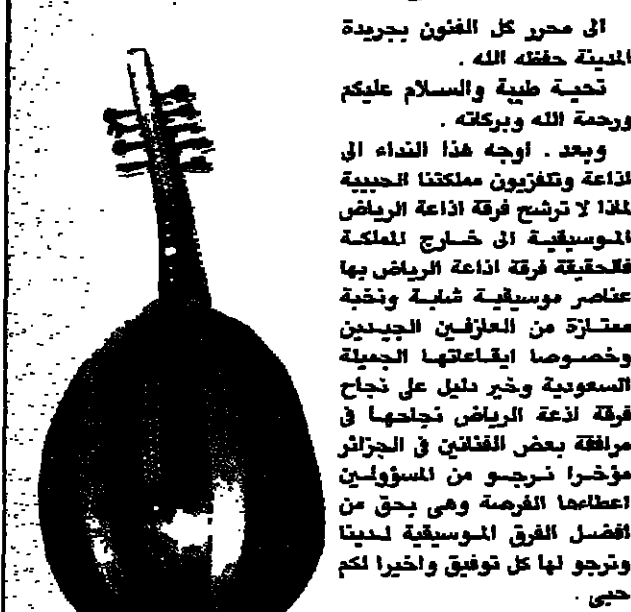 الى محرر كل الفنون بجريدة
المدينة حفظه الله .
تحية طيبة والسلام عليكم
ورحمة الله وبركاته .
وبعد . اوجه هذا النداء الى
اذاعة وتلفزيون مملكتنا الحبيبة
لماذا لا ترشح فرقة اذاعة الرياض
الموسيقية الى خارج المملكة
فالحقيقة فرقة اذاعة الرياض بها
عناصر موسيقية شابة ونخبة
ممتازة من العازفين الجيدين
وخصوصا ايقاعاتها الجميلة
السعودية وخير دليل على نجاح
فرقة اذعة الرياض نجاحها في
مرافقة بعض الفنانين في الجزائر
مؤخرا نرجو من المسؤولين
اعطاءها الفرصة وهى بحق من
افضل الفرق الموسيقية لدينا
ونرجو لها كل توفيق واخيرا لكم
حبى .